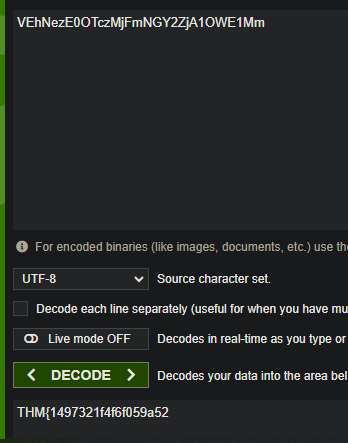 VEhNezE0OTczMjFmNGY2ZjA1OWE1Mm
For encoded binaries (like images, documents, etc.) use the
UTF-8 Source character set.
Decode each line separately (useful for when you have mu
Live mode OFF Decodes in real-time as you type or
< DECODE > Decodes your data into the area bel
THM{1497321f4f6f059a52